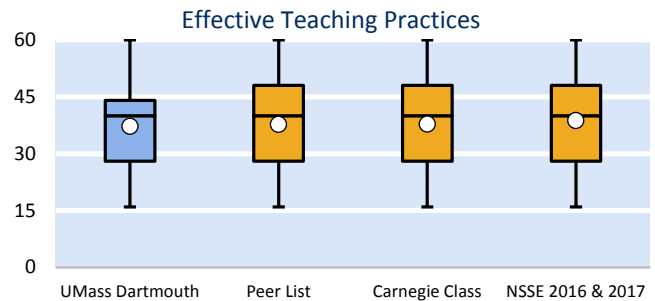 Effective Teaching Practices
60
45
30
15
0
UMass Dartmouth Peer List Carnegie Class NSSE 2016 & 2017